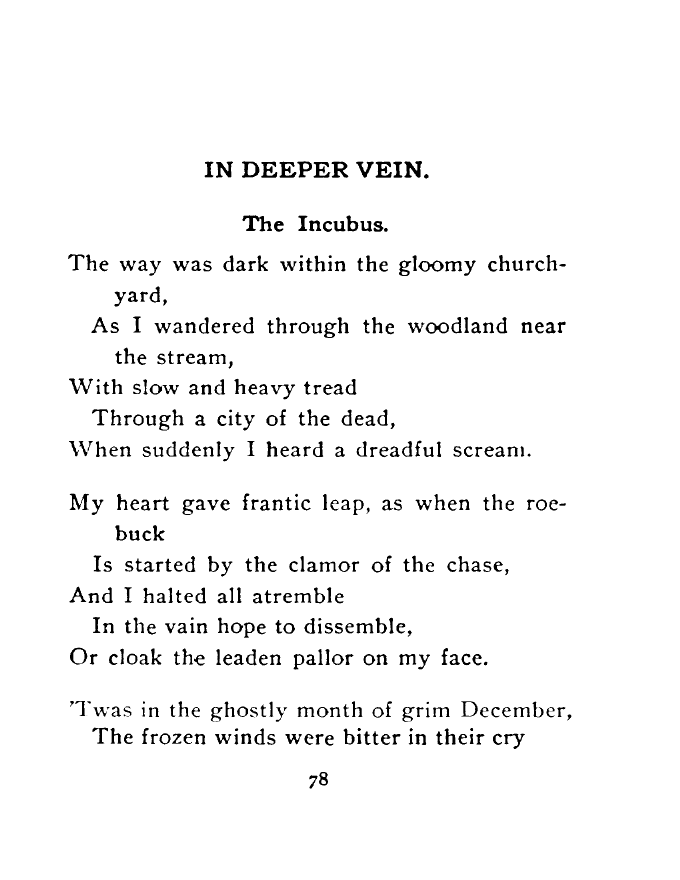 IN DEEPER VEIN.
The Incubus.
The way was dark within the gloomy church-
yard,
As I wandered through the woodland near
the stream,
With slow and heavy tread
Through a city of the dead,
When suddenly I heard a dreadful scream.
My heart gave frantic leap, as when the roe-
buck
Is started by the clamor of the chase,
And I halted all atremble
In the vain hope to dissemble,
Or cloak the leaden pallor on my face.
'Twas in the ghostly month of grim December,
The frozen winds were bitter in their cry
78